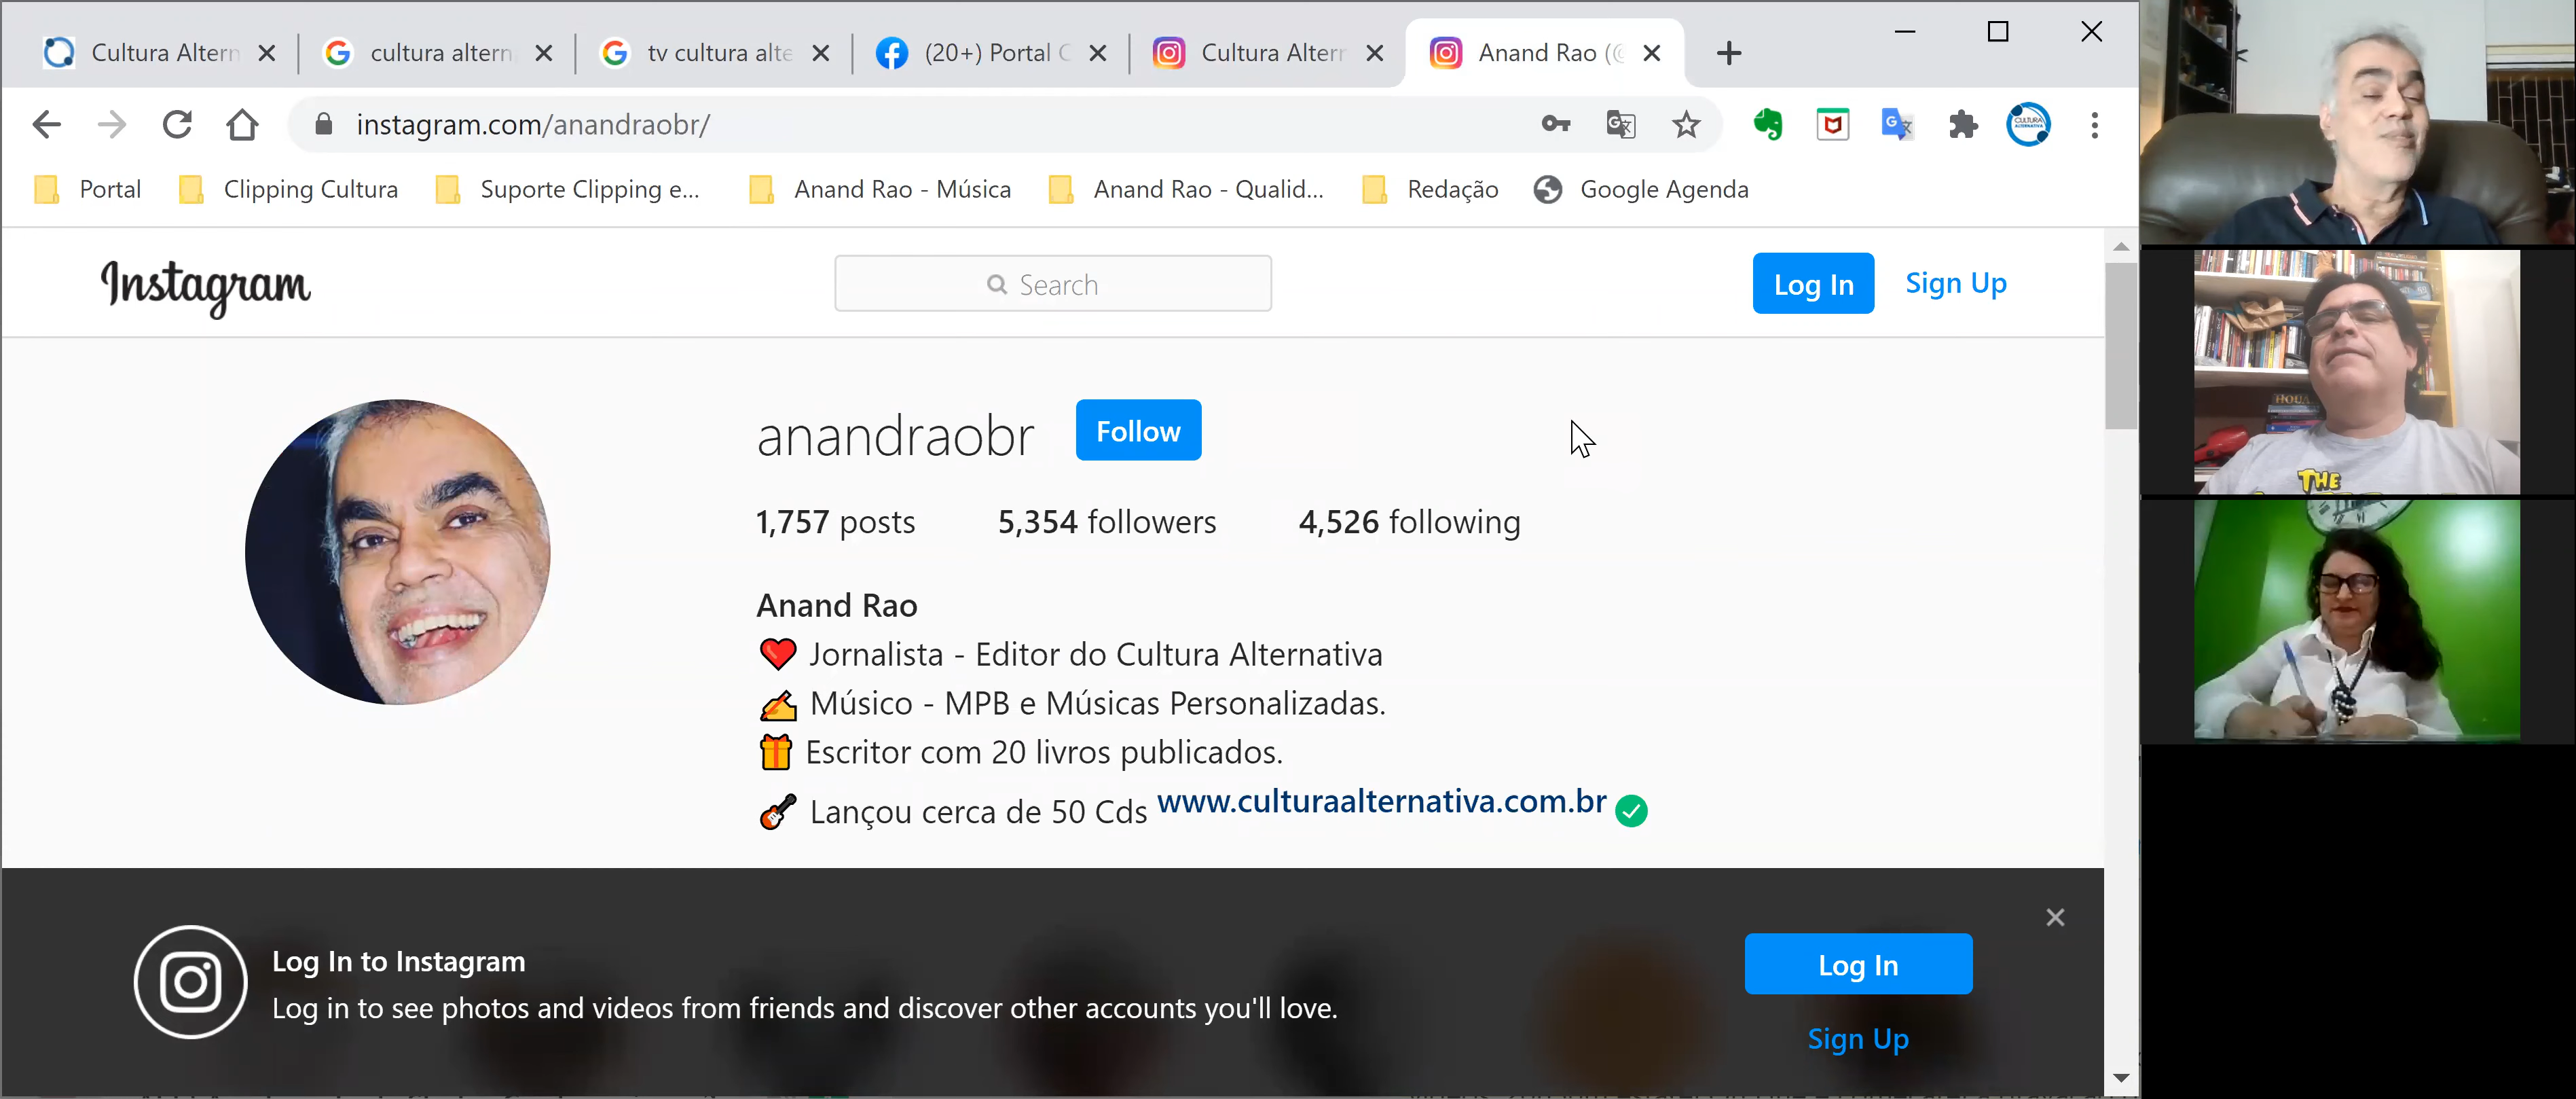 Cultura Altern
cultura altern
tv cultura alte
(20+) Portal C
Cultura Altern
Anand Rao (@
instagram.com/anandraobr/
CULTURA
ALTERNATIVA
Portal
Clipping Cultura
Suporte Clipping e...
Anand Rao - Música
Anand Rao - Qualid...
Redação
Google Agenda
Instagram
Search
Log In
Sign Up
anandraobr
Follow
1,757 posts
5,354 followers
4,526 following
Anand Rao
❤️ Jornalista - Editor do Cultura Alternativa
✍️ Músico - MPB e Músicas Personalizadas.
🎁 Escritor com 20 livros publicados.
🎸 Lançou cerca de 50 Cds www.culturaalternativa.com.br
Log In to Instagram
Log in to see photos and videos from friends and discover other accounts you'll love.
Log In
Sign Up
HOUA
THE